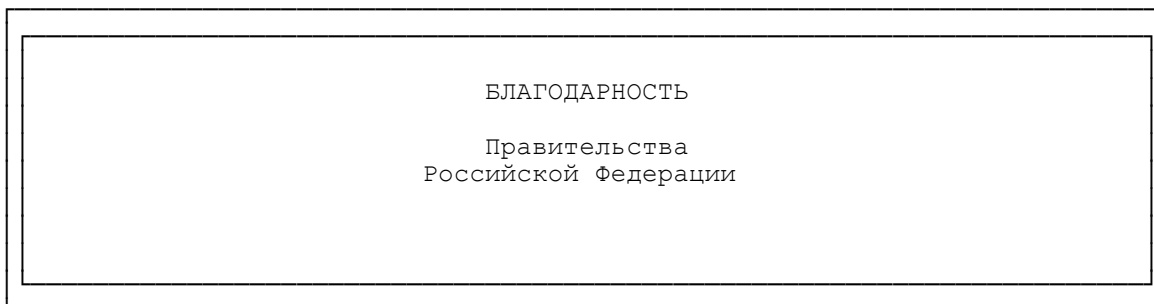 БЛАГОДАРНОСТЬ
Правительства
Российской Федерации